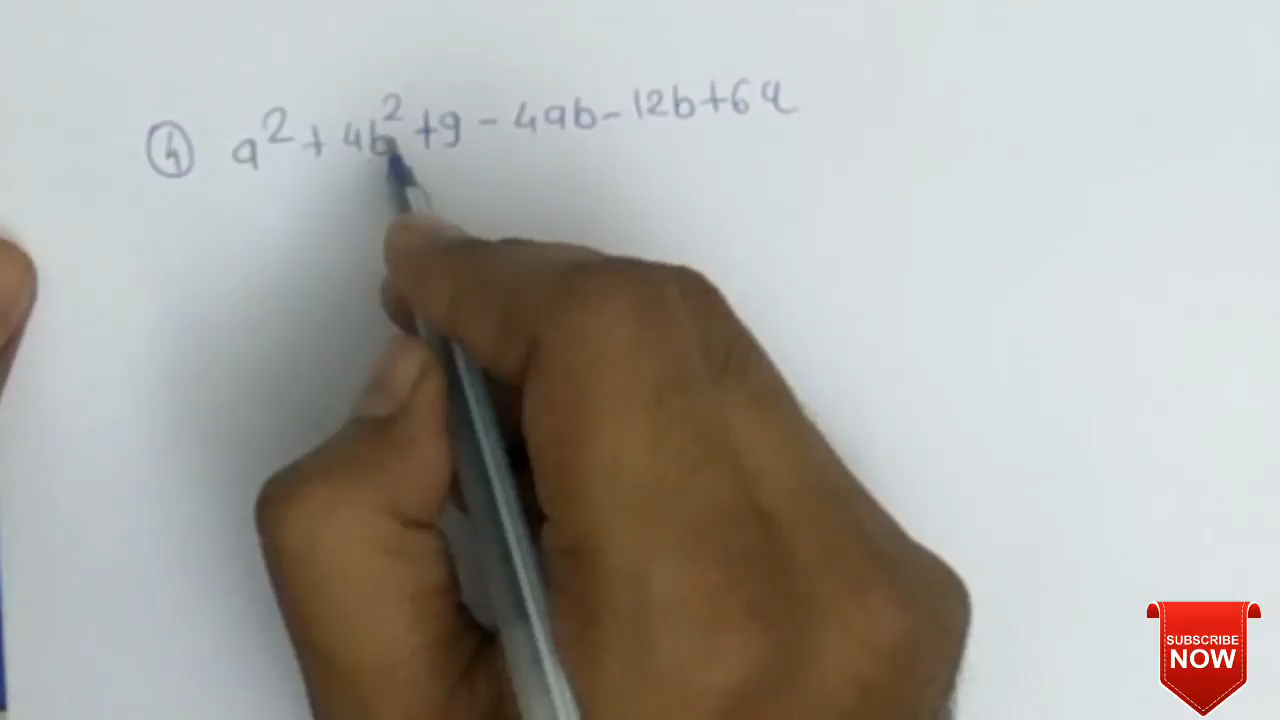 ④ a² + 4b² + 9 - 4ab - 12b + 6a
SUBSCRIBE
NOW